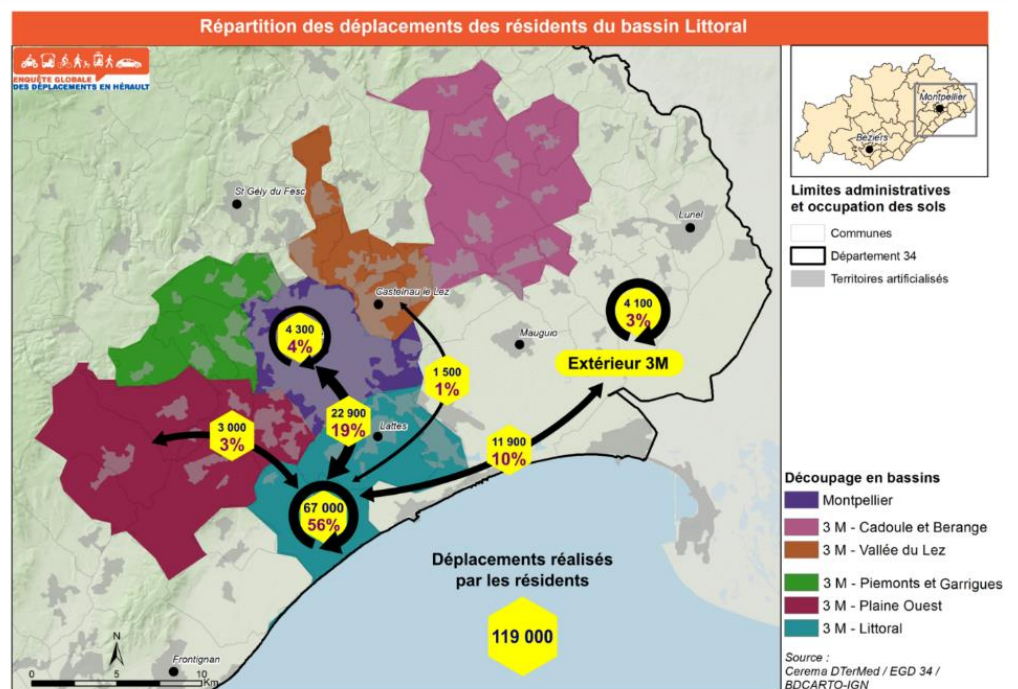 Répartition des déplacements des résidents du bassin Littoral
ENQUÊTE GLOBALE
DES DÉPLACEMENTS EN HÉRAULT
St Gély du Fesc
Castelnau le Lez
Lunel
Mauguio
Lattes
Frontignan
4 300
4%
4 100
3%
Extérieur 3M
1 500
1%
22 900
19%
3 000
3%
11 900
10%
67 000
56%
Déplacements réalisés
par les résidents
119 000
N
0 5 10
Km
Montpellier
Béziers
Limites administratives
et occupation des sols
Communes
Département 34
Territoires artificialisés
Découpage en bassins
Montpellier
3 M - Cadoule et Berange
3 M - Vallée du Lez
3 M - Piemonts et Garrigues
3 M - Plaine Ouest
3 M - Littoral
Source :
Cerema DTerMed / EGD 34 /
BDCARTO-IGN